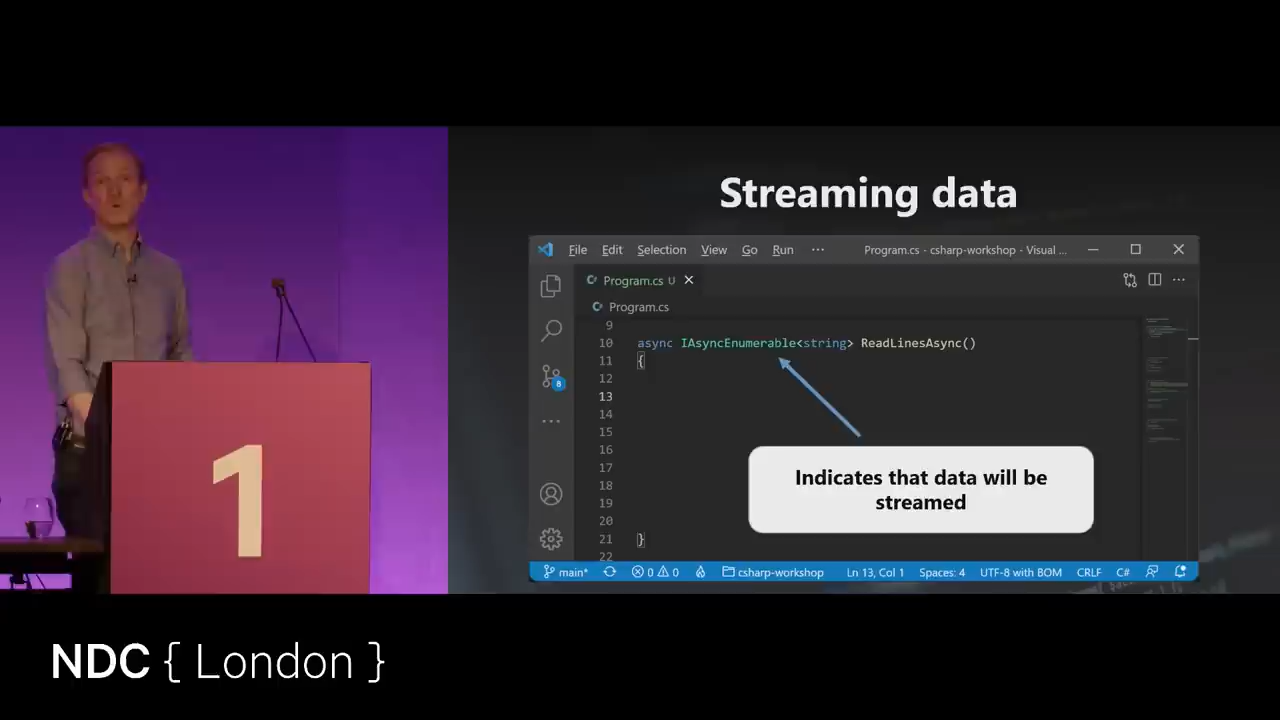 Streaming data
File Edit Selection View Go Run ··· Program.cs - csharp-workshop - Visual ...
Program.cs U
Program.cs
9
10 async IAsyncEnumerable<string> ReadLinesAsync()
11 {
12
13
14
15
16
17
18
19
20
21 }
22
Indicates that data will be
streamed
8
main* 0 0 csharp-workshop Ln 13, Col 1 Spaces: 4 UTF-8 with BOM CRLF C#
1
NDC { London }